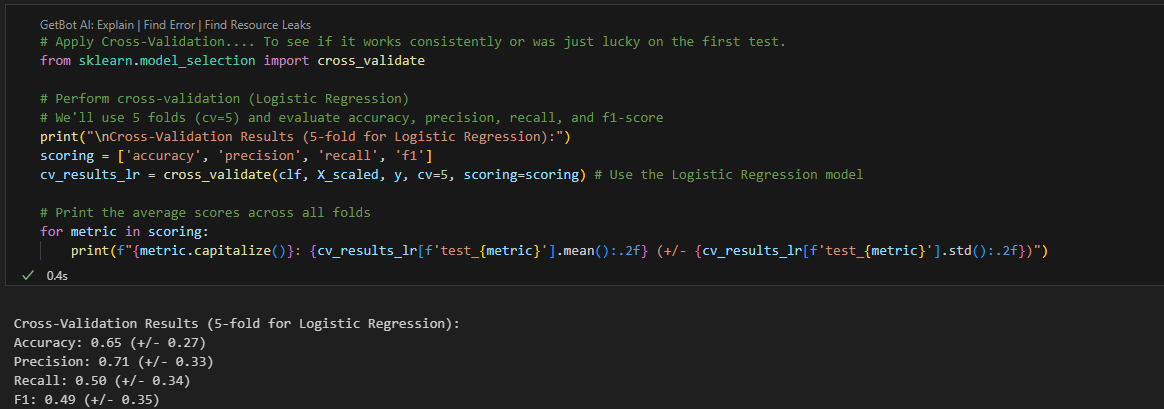 GetBot AI: Explain | Find Error | Find Resource Leaks
# Apply Cross-Validation.... To see if it works consistently or was just lucky on the first test.
from sklearn.model_selection import cross_validate
# Perform cross-validation (Logistic Regression)
# We'll use 5 folds (cv=5) and evaluate accuracy, precision, recall, and f1-score
print("\nCross-Validation Results (5-fold for Logistic Regression):")
scoring = ['accuracy', 'precision', 'recall', 'f1']
cv_results_lr = cross_validate(clf, X_scaled, y, cv=5, scoring=scoring) # Use the Logistic Regression model
# Print the average scores across all folds
for metric in scoring:
    print(f"{metric.capitalize()}: {cv_results_lr[f'test_{metric}'].mean():.2f} (+/- {cv_results_lr[f'test_{metric}'].std():.2f})")
✓ 0.4s
Cross-Validation Results (5-fold for Logistic Regression):
Accuracy: 0.65 (+/- 0.27)
Precision: 0.71 (+/- 0.33)
Recall: 0.50 (+/- 0.34)
F1: 0.49 (+/- 0.35)